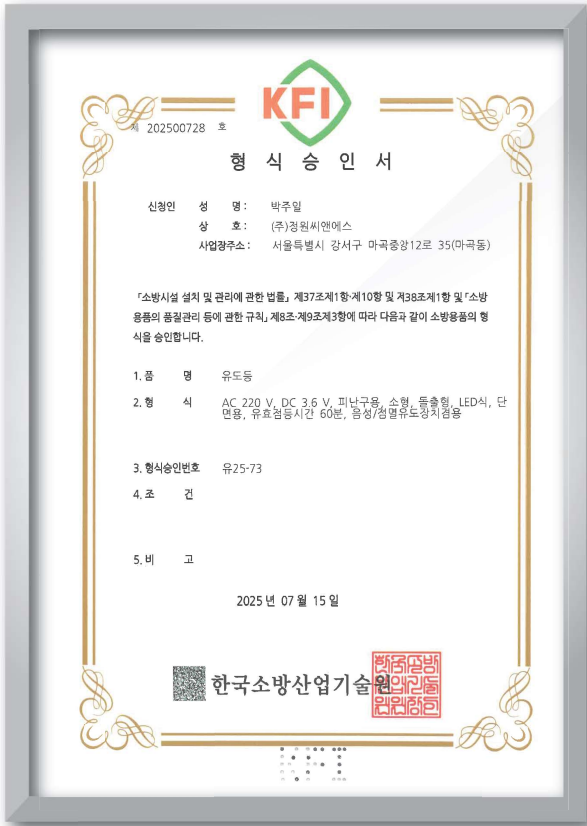 KFI
제 202500728 호
형 식 승 인 서
신청인 성 명 : 박주일
상 호 : (주)정원씨앤에스
사업장주소 : 서울특별시 강서구 마곡중앙12로 35(마곡동)
「소방시설 설치 및 관리에 관한 법률」 제37조제1항·제10항 및 제38조제1항 및 「소방
용품의 품질관리 등에 관한 규칙」 제8조·제9조제3항에 따라 다음과 같이 소방용품의 형
식을 승인합니다.
1. 품 명 유도등
2. 형 식 AC 220 V, DC 3.6 V, 피난구용, 소형, 돌출형, LED식, 단
면용, 유효점등시간 60분, 음성/점멸유도장치겸용
3. 형식승인번호 유25-73
4. 조 건
5. 비 고
2025 년 07 월 15 일
한국소방산업기술원
KFI